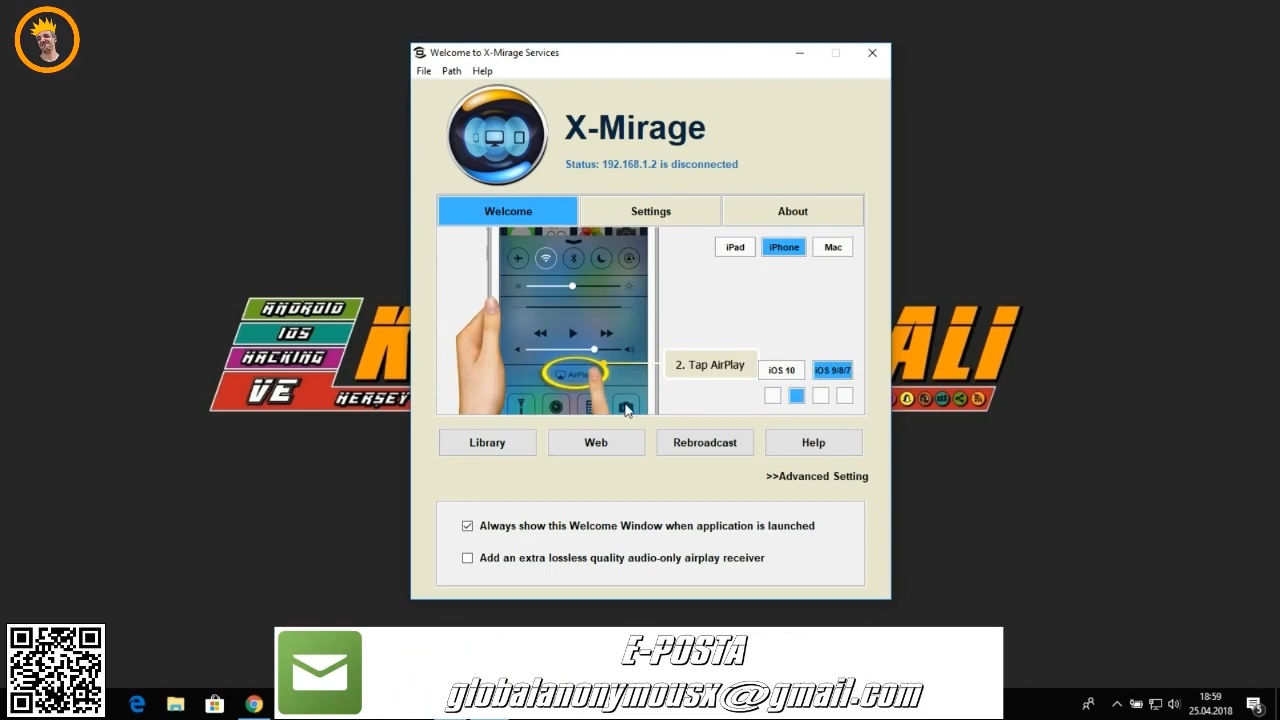 Welcome to X-Mirage Services
File Path Help
X-Mirage
Status: 192.168.1.2 is disconnected
Welcome Settings About
iPad iPhone Mac
2. Tap AirPlay
iOS 10 iOS 9/8/7
Library Web Rebroadcast Help
>>Advanced Setting
Always show this Welcome Window when application is launched
Add an extra lossless quality audio-only airplay receiver
ANDROID
IOS
HACKING
VE HERŞEY
ALI
E-POSTA
globalanonymousx@gmail.com
18:59
25.04.2018
5